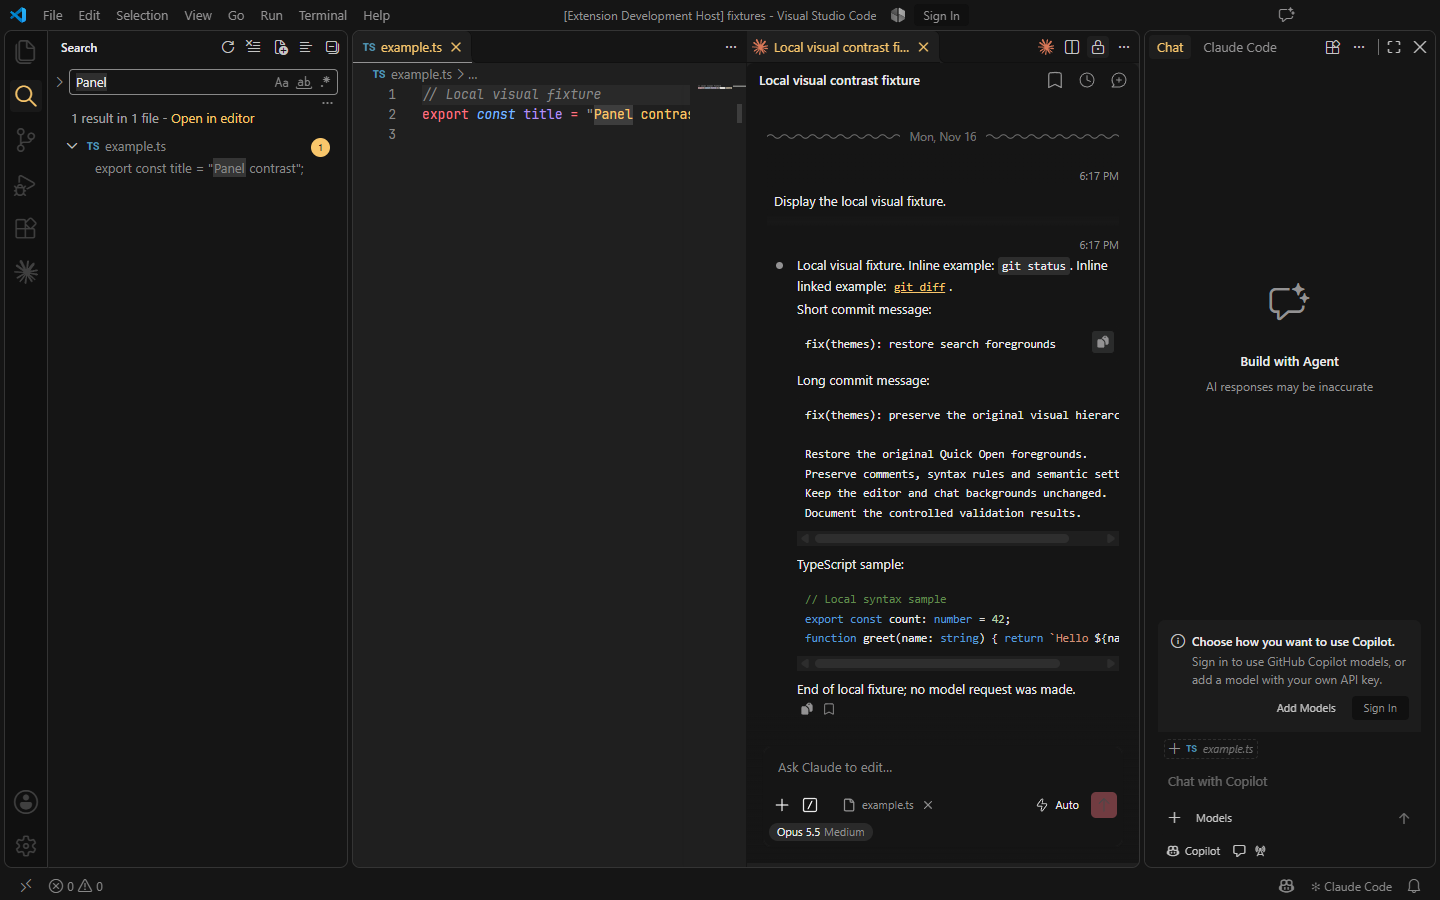 File Edit Selection View Go Run Terminal Help
[Extension Development Host] fixtures - Visual Studio Code
Sign In
Search
Panel
Aa ab .*
1 result in 1 file - Open in editor
TS example.ts 1
export const title = "Panel contrast";
TS example.ts
TS example.ts > ...
1 // Local visual fixture
2 export const title = "Panel contras
3
Local visual contrast fi...
Local visual contrast fixture
Mon, Nov 16
6:17 PM
Display the local visual fixture.
6:17 PM
Local visual fixture. Inline example: git status. Inline
linked example: git diff.
Short commit message:
fix(themes): restore search foregrounds
Long commit message:
fix(themes): preserve the original visual hierarc
Restore the original Quick Open foregrounds.
Preserve comments, syntax rules and semantic sett
Keep the editor and chat backgrounds unchanged.
Document the controlled validation results.
TypeScript sample:
// Local syntax sample
export const count: number = 42;
function greet(name: string) { return `Hello ${na
End of local fixture; no model request was made.
Ask Claude to edit...
example.ts
Auto
Opus 5.5 Medium
Chat Claude Code
Build with Agent
AI responses may be inaccurate
Choose how you want to use Copilot.
Sign in to use GitHub Copilot models, or
add a model with your own API key.
Add Models Sign In
TS example.ts
Chat with Copilot
Models
Copilot
0 0
Claude Code